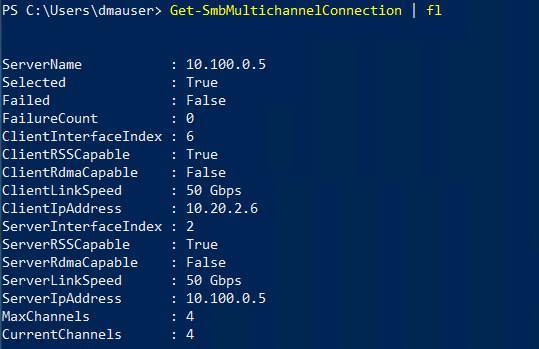 PS C:\Users\dmauser> Get-SmbMultichannelConnection | fl
ServerName : 10.100.0.5
Selected : True
Failed : False
FailureCount : 0
ClientInterfaceIndex : 6
ClientRSSCapable : True
ClientRdmaCapable : False
ClientLinkSpeed : 50 Gbps
ClientIpAddress : 10.20.2.6
ServerInterfaceIndex : 2
ServerRSSCapable : True
ServerRdmaCapable : False
ServerLinkSpeed : 50 Gbps
ServerIpAddress : 10.100.0.5
MaxChannels : 4
CurrentChannels : 4